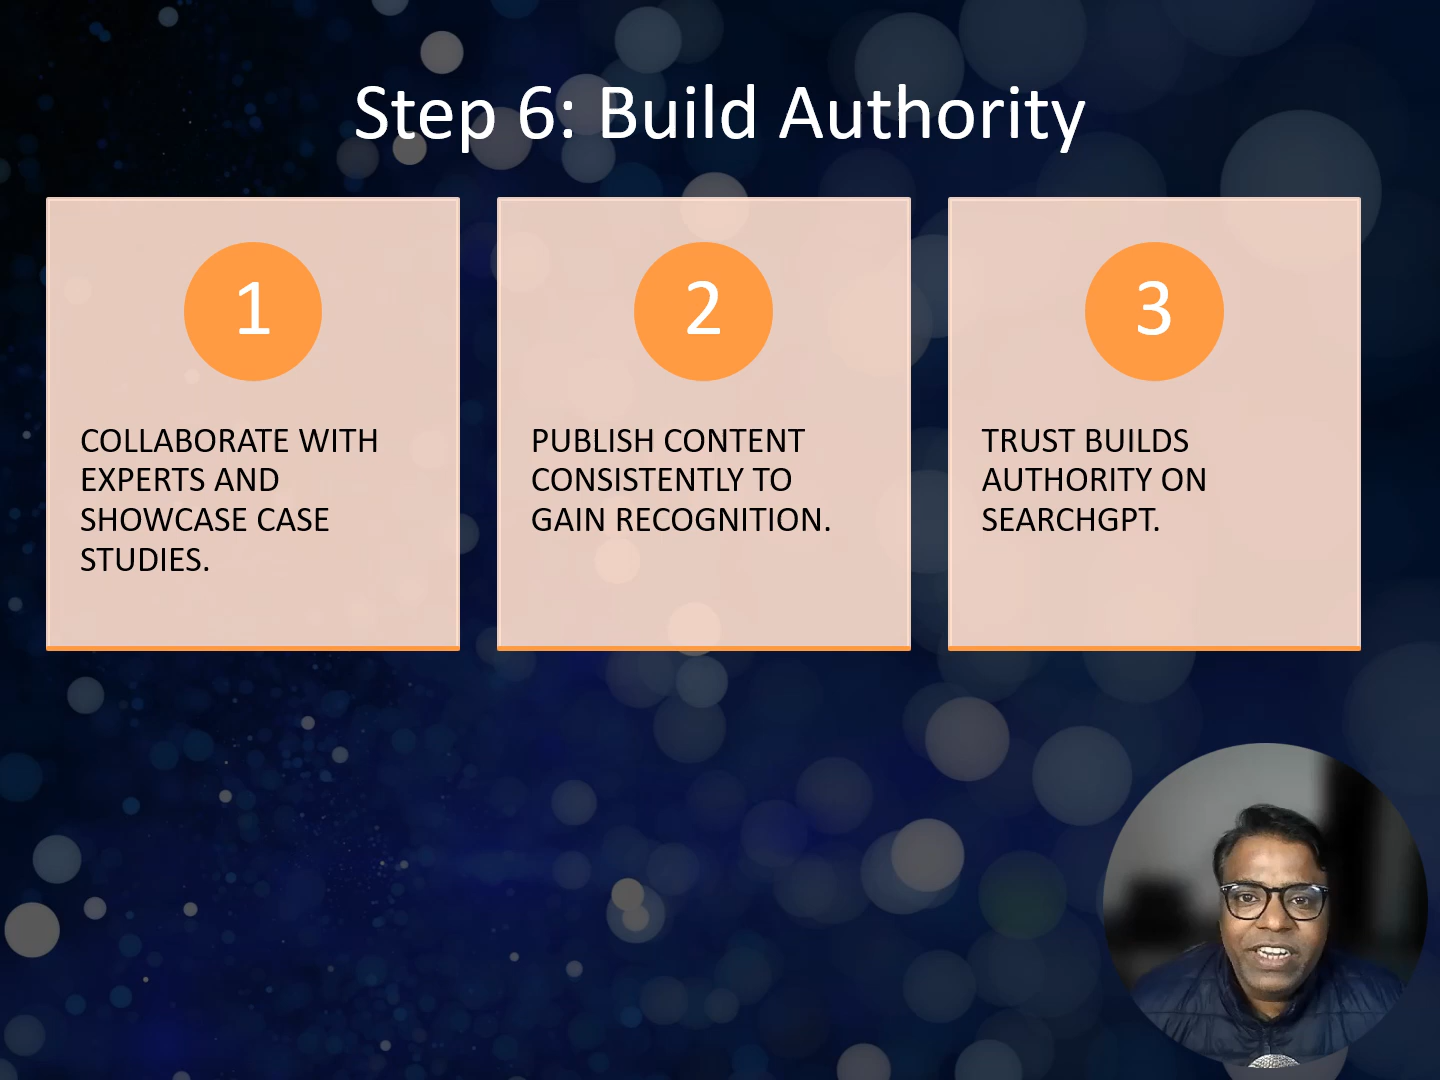 Step 6: Build Authority
1
COLLABORATE WITH
EXPERTS AND
SHOWCASE CASE
STUDIES.
2
PUBLISH CONTENT
CONSISTENTLY TO
GAIN RECOGNITION.
3
TRUST BUILDS
AUTHORITY ON
SEARCHGPT.